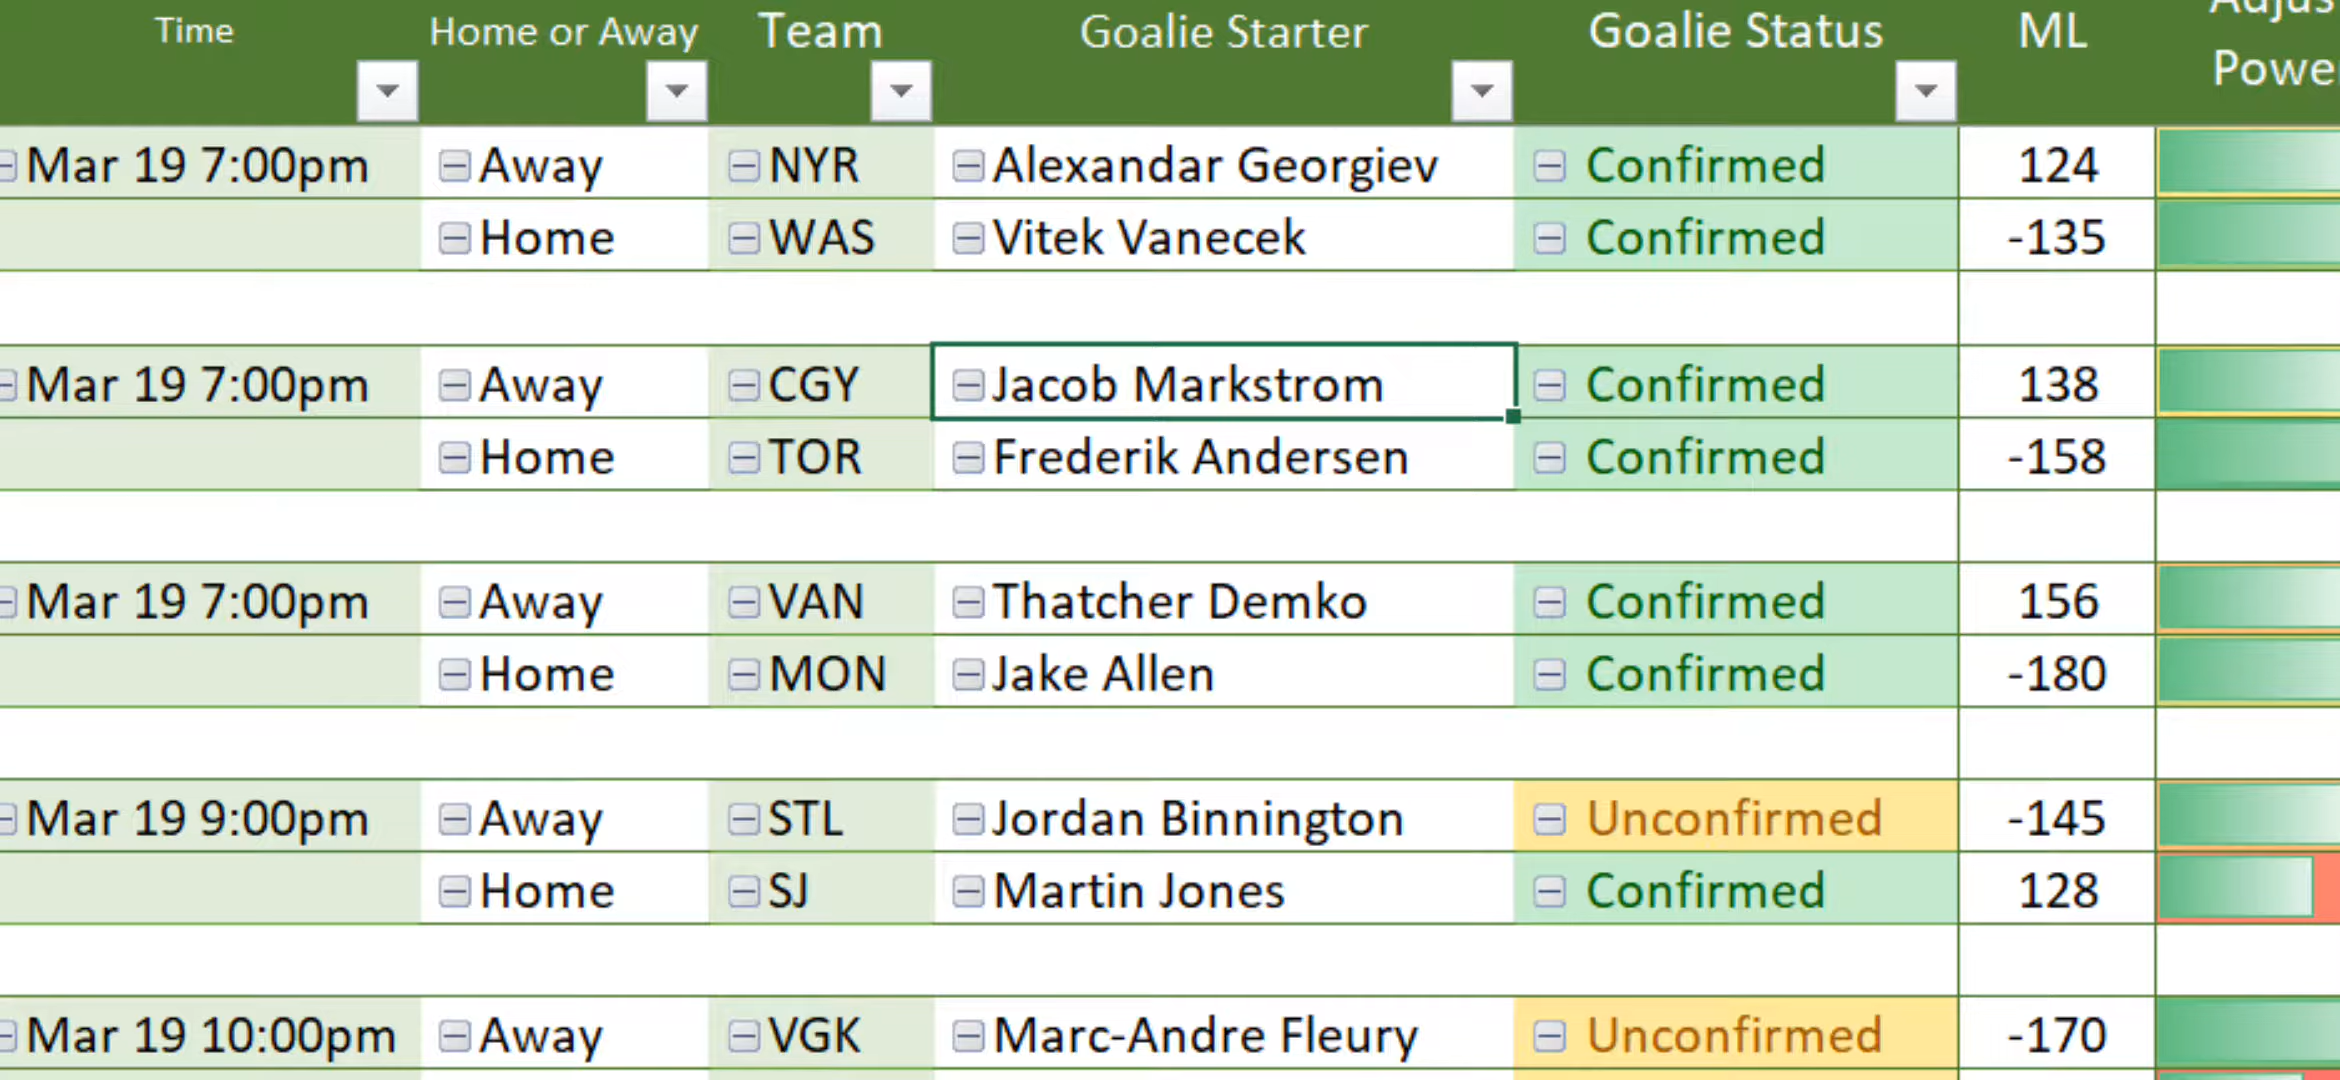 Time Home or Away Team Goalie Starter Goalie Status ML
Mar 19 7:00pm Away NYR Alexandar Georgiev Confirmed 124
Home WAS Vitek Vanecek Confirmed -135
Mar 19 7:00pm Away CGY Jacob Markstrom Confirmed 138
Home TOR Frederik Andersen Confirmed -158
Mar 19 7:00pm Away VAN Thatcher Demko Confirmed 156
Home MON Jake Allen Confirmed -180
Mar 19 9:00pm Away STL Jordan Binnington Unconfirmed -145
Home SJ Martin Jones Confirmed 128
Mar 19 10:00pm Away VGK Marc-Andre Fleury Unconfirmed -170